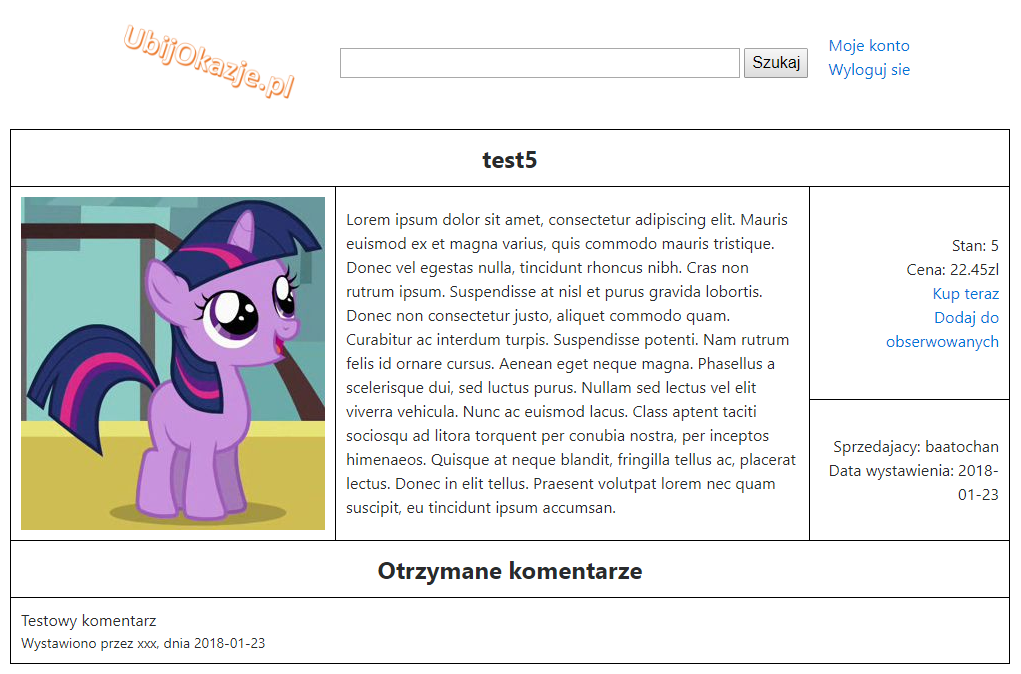 UbijOkazje.pl
Szukaj
Moje konto
Wyloguj sie
test5
Lorem ipsum dolor sit amet, consectetur adipiscing elit. Mauris
euismod ex et magna varius, quis commodo mauris tristique.
Donec vel egestas nulla, tincidunt rhoncus nibh. Cras non
rutrum ipsum. Suspendisse at nisl et purus gravida lobortis.
Donec non consectetur justo, aliquet commodo quam.
Curabitur ac interdum turpis. Suspendisse potenti. Nam rutrum
felis id ornare cursus. Aenean eget neque magna. Phasellus a
scelerisque dui, sed luctus purus. Nullam sed lectus vel elit
viverra vehicula. Nunc ac euismod lacus. Class aptent taciti
sociosqu ad litora torquent per conubia nostra, per inceptos
himenaeos. Quisque at neque blandit, fringilla tellus ac, placerat
lectus. Donec in elit tellus. Praesent volutpat lorem nec quam
suscipit, eu tincidunt ipsum accumsan.
Stan: 5
Cena: 22.45zl
Kup teraz
Dodaj do
obserwowanych
Sprzedajacy: baatochan
Data wystawienia: 2018-
01-23
Otrzymane komentarze
Testowy komentarz
Wystawiono przez xxx, dnia 2018-01-23